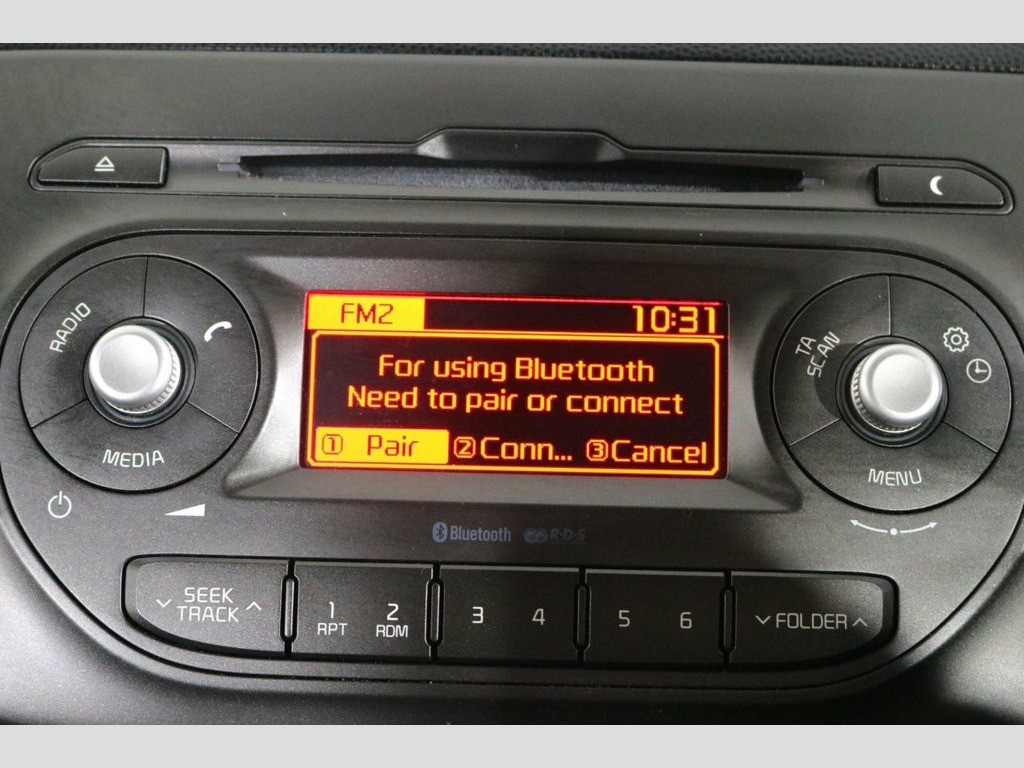 FM2 10:31
For using Bluetooth
Need to pair or connect
① Pair ②Conn... ③Cancel
RADIO
MEDIA
TA
SCAN
MENU
Bluetooth R·D·S
SEEK
TRACK
1 2 3 4 5 6
RPT RDM
FOLDER